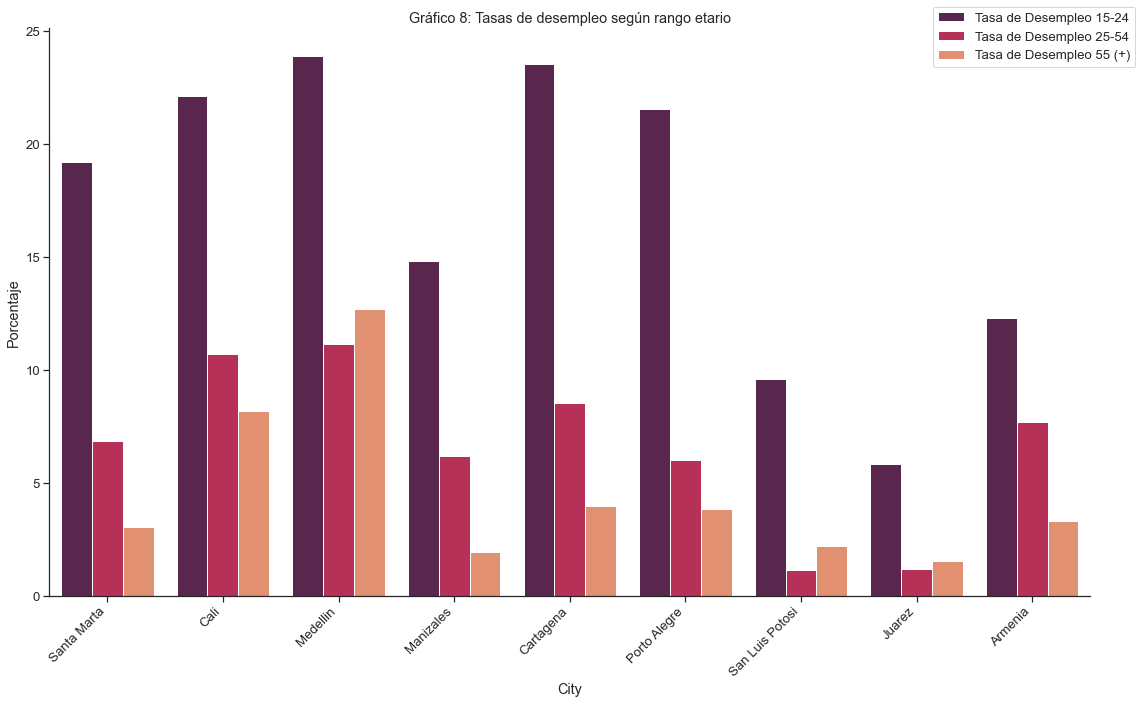 Gráfico 8: Tasas de desempleo según rango etario
Tasa de Desempleo 15-24
Tasa de Desempleo 25-54
Tasa de Desempleo 55 (+)
Porcentaje
25
20
15
10
5
0
Santa Marta
Cali
Medellin
Manizales
Cartagena
Porto Alegre
San Luis Potosi
Juarez
Armenia
City